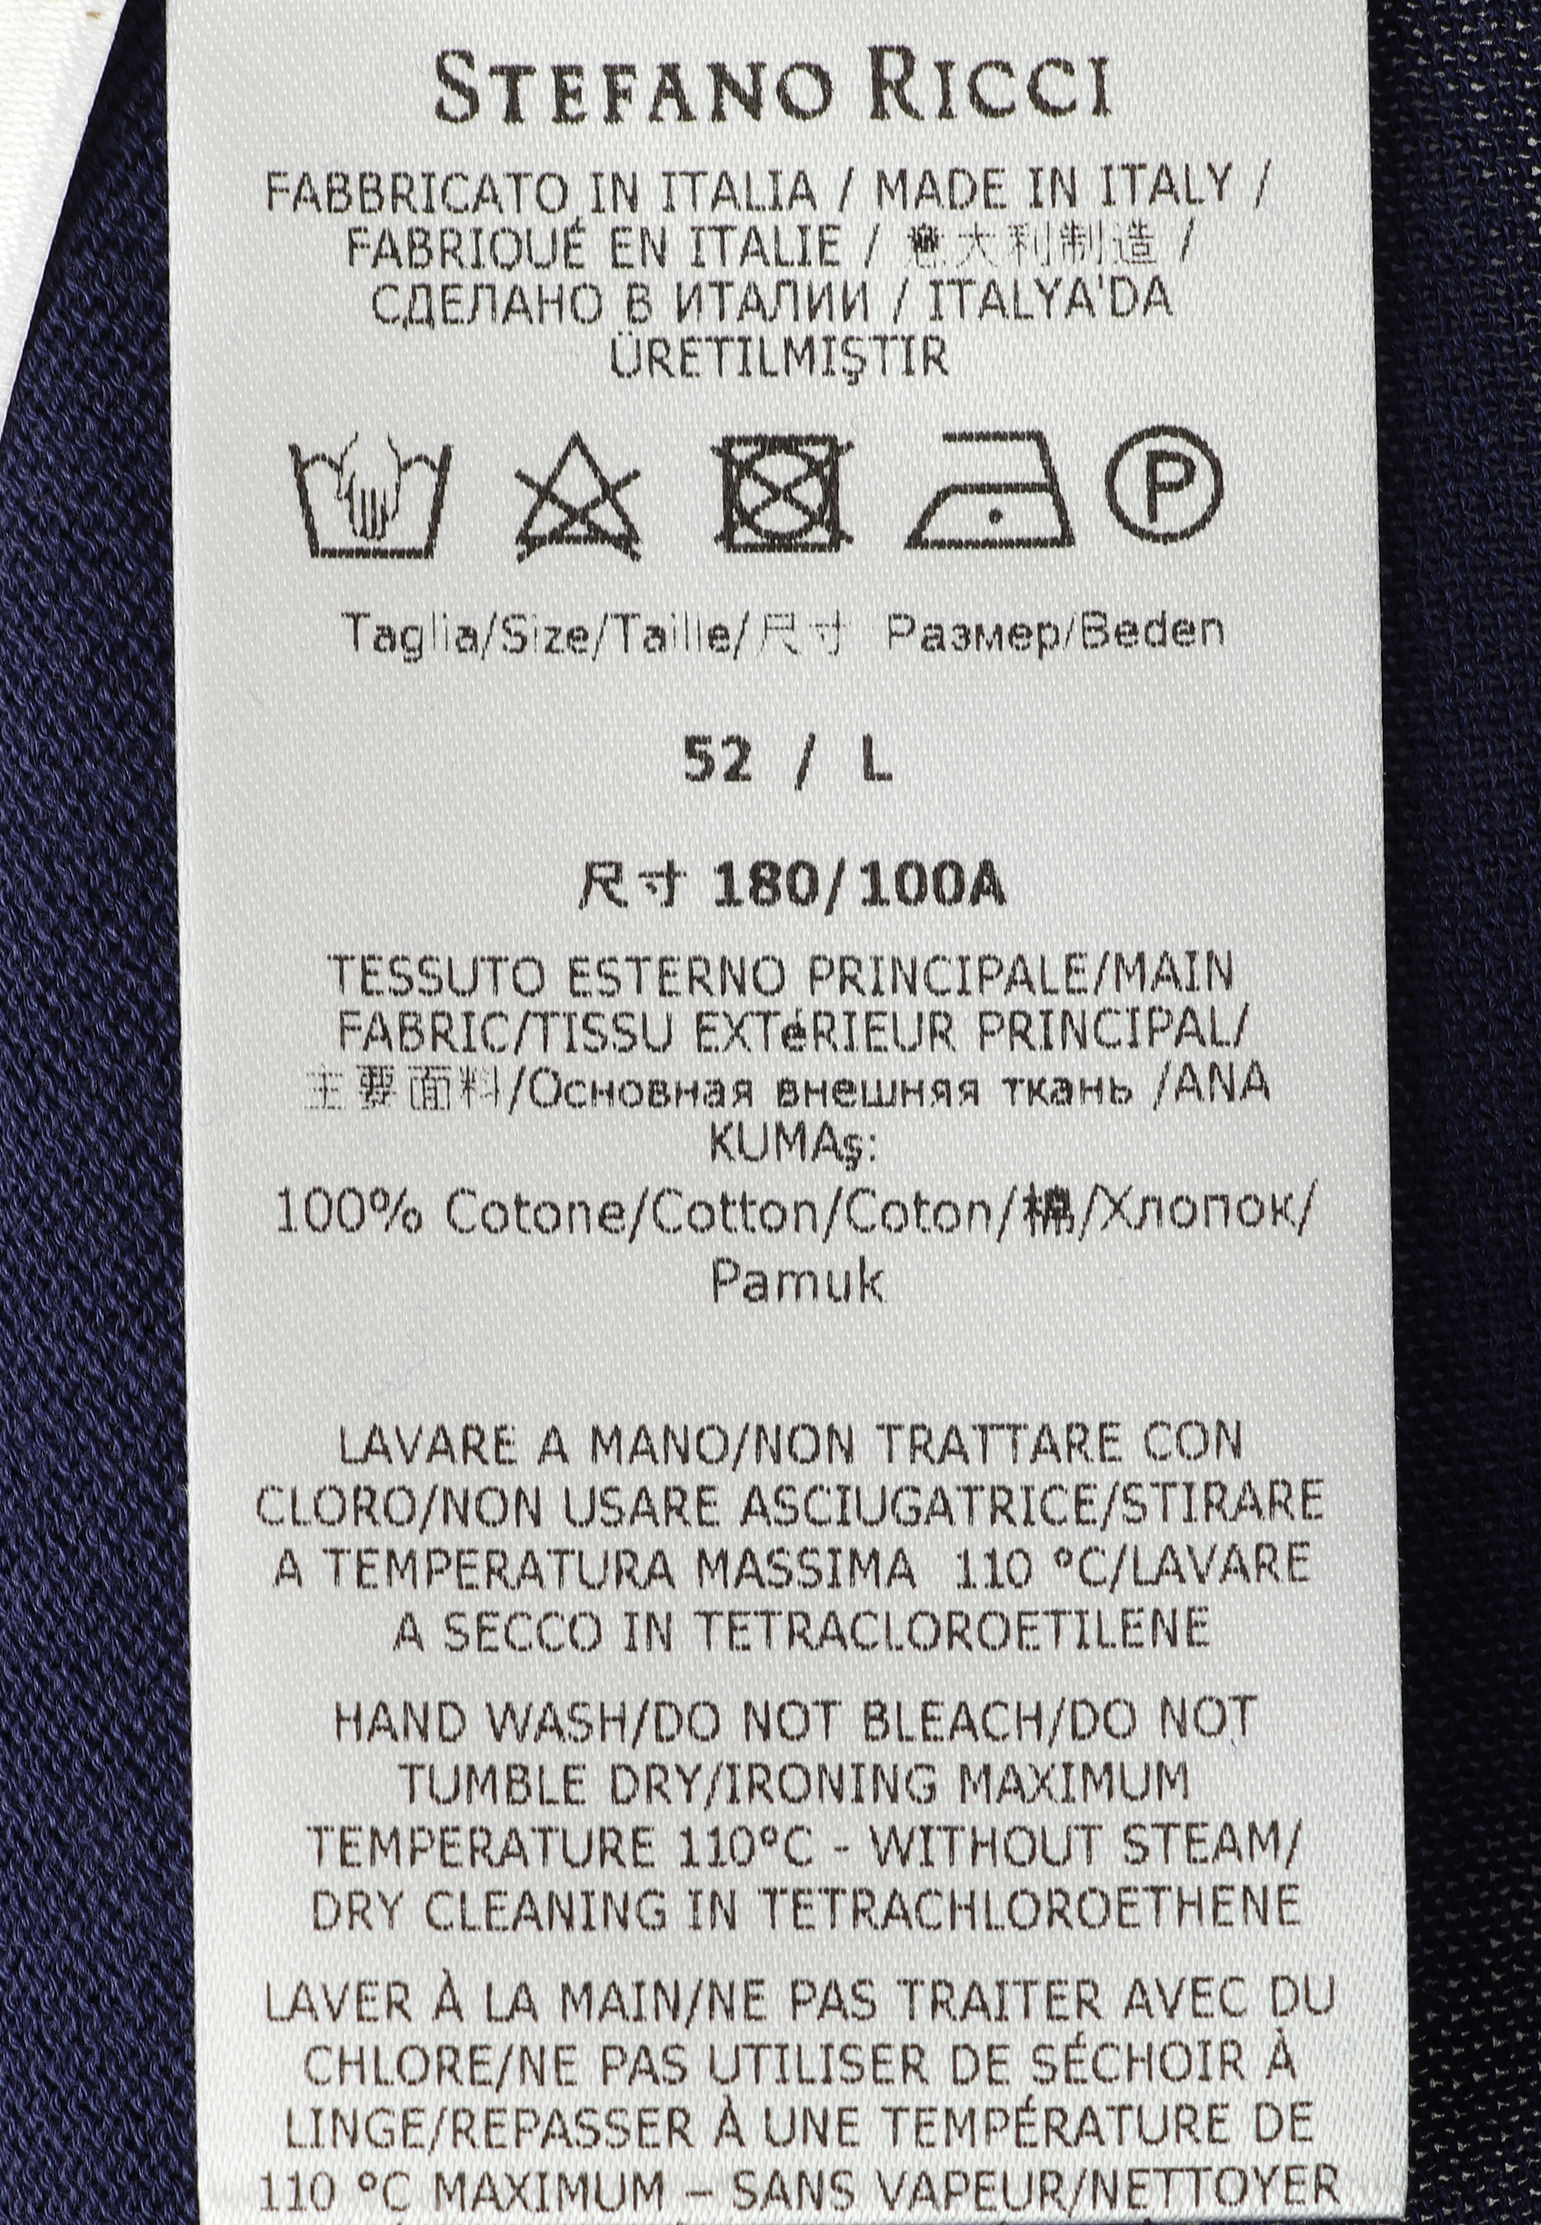 STEFANO RICCI
FABBRICATO IN ITALIA / MADE IN ITALY /
FABRIQUÉ EN ITALIE / 意大利制造 /
СДЕЛАНО В ИТАЛИИ / ITALYA'DA
ÜRETILMIŞTIR
P
Taglia/Size/Taille/尺寸 Размер/Beden
52 / L
尺寸 180/100A
TESSUTO ESTERNO PRINCIPALE/MAIN
FABRIC/TISSU EXTéRIEUR PRINCIPAL/
主要面料/Основная внешняя ткань /ANA
KUMAş:
100% Cotone/Cotton/Coton/棉/Хлопок/
Pamuk
LAVARE A MANO/NON TRATTARE CON
CLORO/NON USARE ASCIUGATRICE/STIRARE
A TEMPERATURA MASSIMA 110 °C/LAVARE
A SECCO IN TETRACLOROETILENE
HAND WASH/DO NOT BLEACH/DO NOT
TUMBLE DRY/IRONING MAXIMUM
TEMPERATURE 110°C - WITHOUT STEAM/
DRY CLEANING IN TETRACHLOROETHENE
LAVER À LA MAIN/NE PAS TRAITER AVEC DU
CHLORE/NE PAS UTILISER DE SÉCHOIR À
LINGE/REPASSER À UNE TEMPÉRATURE DE
110 °C MAXIMUM – SANS VAPEUR/NETTOYER